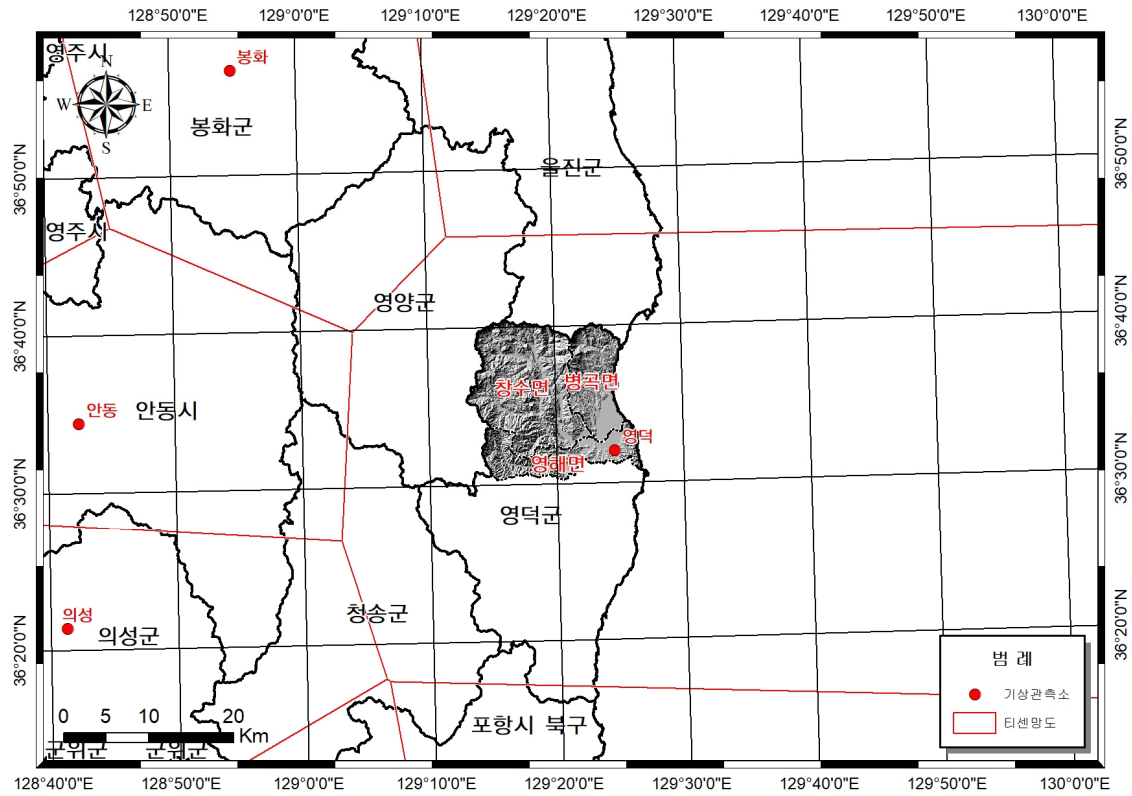 128°50'0"E 129°0'0"E 129°10'0"E 129°20'0"E 129°30'0"E 129°40'0"E 129°50'0"E 130°0'0"E
영주시
N
W E
S
봉화
봉화군
울진군
36°50'0"N 36°50'0"N
영주시
영양군
36°40'0"N 36°40'0"N
창수면 병곡면
안동 안동시
영덕
영해면
36°30'0"N 36°30'0"N
영덕군
청송군
의성
의성군
36°20'0"N 36°20'0"N
범 례
기상관측소
티센망도
0 5 10 20
Km
포항시 북구
군위군 군위군
128°40'0"E 128°50'0"E 129°0'0"E 129°10'0"E 129°20'0"E 129°30'0"E 129°40'0"E 129°50'0"E 130°0'0"E